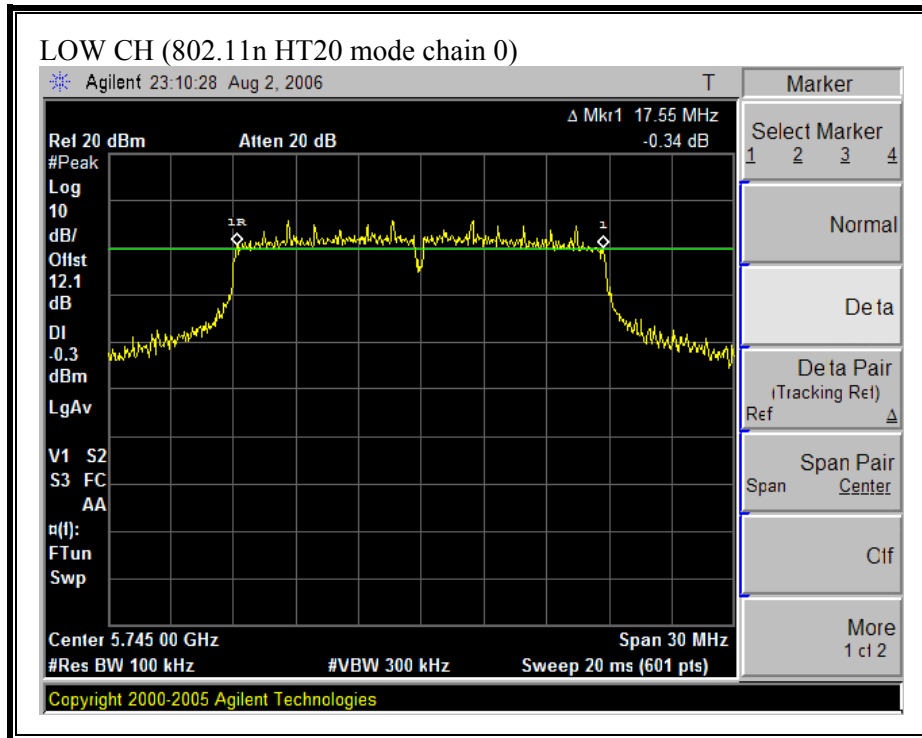 LOW CH (802.11n HT20 mode chain 0)
Agilent 23:10:28 Aug 2, 2006 T
Δ Mkr1 17.55 MHz
Ref 20 dBm Atten 20 dB -0.34 dB
#Peak
Log
10
dB/
Offst
12.1
dB
DI
-0.3
dBm
LgAv
V1 S2
S3 FC
AA
¤(f):
FTun
Swp
1R
1
Center 5.745 00 GHz Span 30 MHz
#Res BW 100 kHz #VBW 300 kHz Sweep 20 ms (601 pts)
Copyright 2000-2005 Agilent Technologies
Marker
Select Marker
1 2 3 4
Normal
Delta
Delta Pair
(Tracking Ref)
Ref Δ
Span Pair
Span Center
Off
More
1 of 2